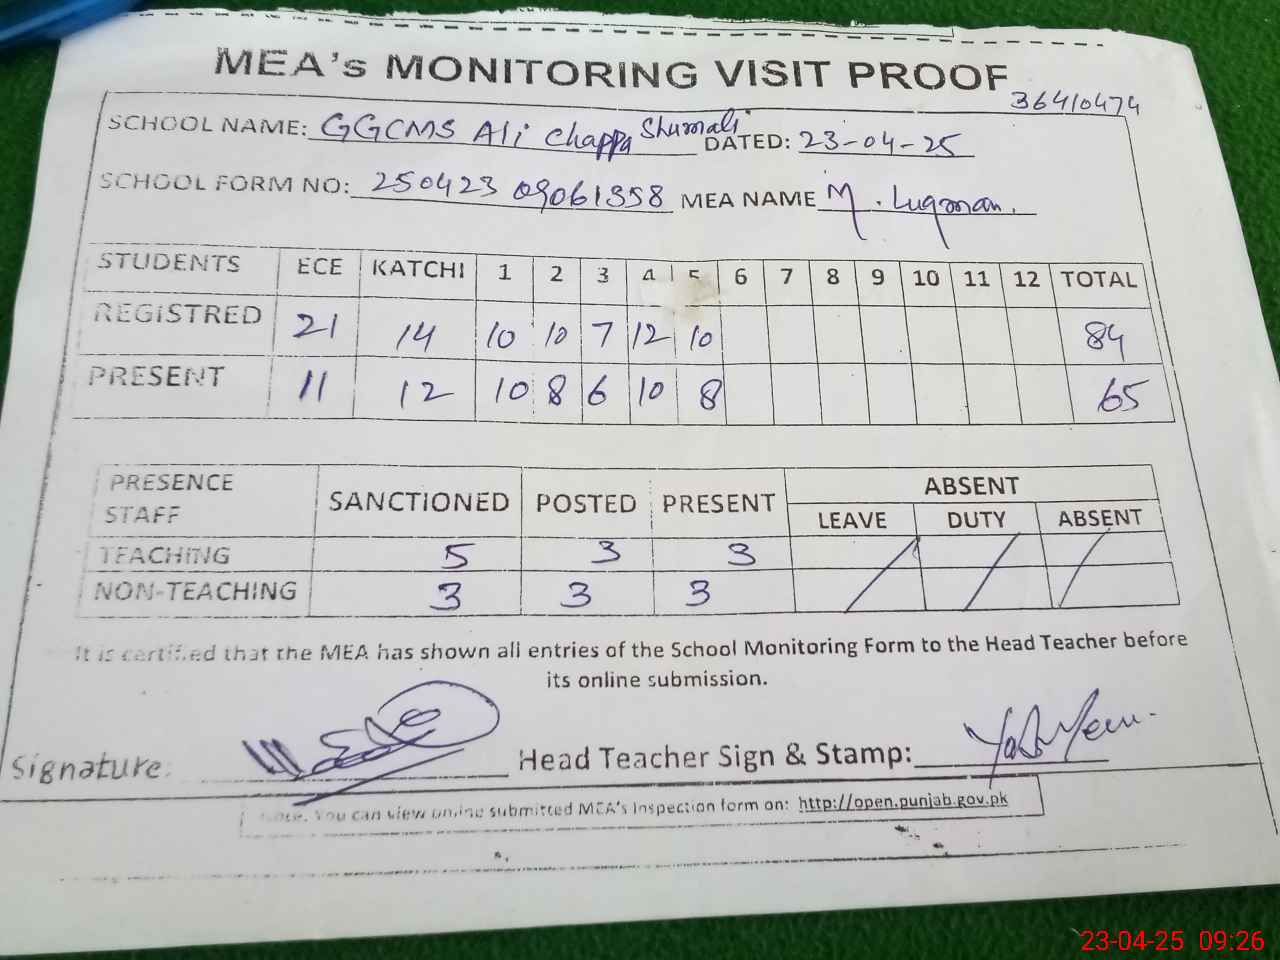 MEA's MONITORING VISIT PROOF
36410474
SCHOOL NAME: GGCMS Ali Chappa Shumali DATED: 23-04-25
SCHOOL FORM NO: 250423 09061358 MEA NAME M. Luqman.
STUDENTS ECE KATCHI 1 2 3 4 5 6 7 8 9 10 11 12 TOTAL
REGISTRED 21 14 10 10 7 12 10 84
PRESENT 11 12 10 8 6 10 8 65
PRESENCE STAFF SANCTIONED POSTED PRESENT ABSENT
LEAVE DUTY ABSENT
TEACHING 5 3 3
NON-TEACHING 3 3 3
It is certified that the MEA has shown all entries of the School Monitoring Form to the Head Teacher before
its online submission.
Signature: Head Teacher Sign & Stamp:
Note. You can view online submitted MEA's Inspection form on: http://open.punjab.gov.pk
23-04-25 09:26